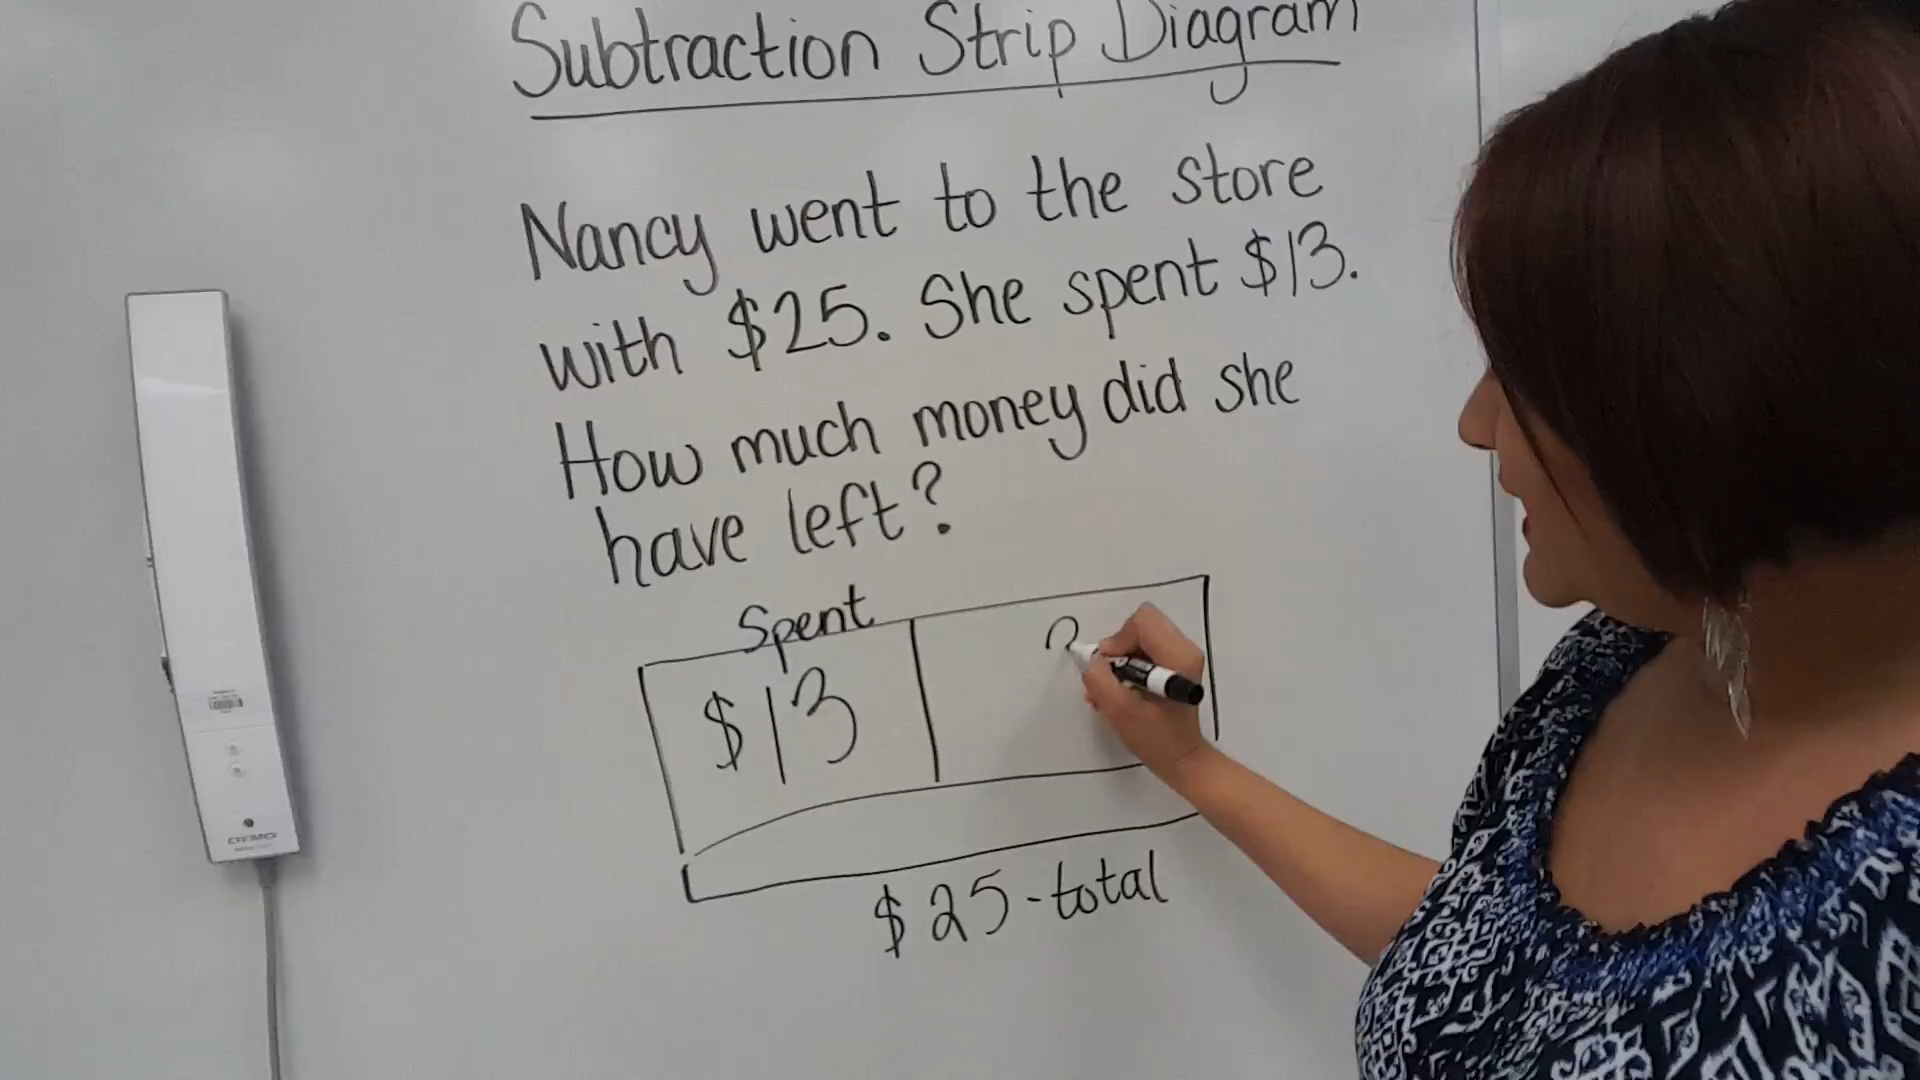 Subtraction Strip Diagram
Nancy went to the store
with $25. She spent $13.
How much money did she
have left?
Spent
$13
?
$25-total
DYMO